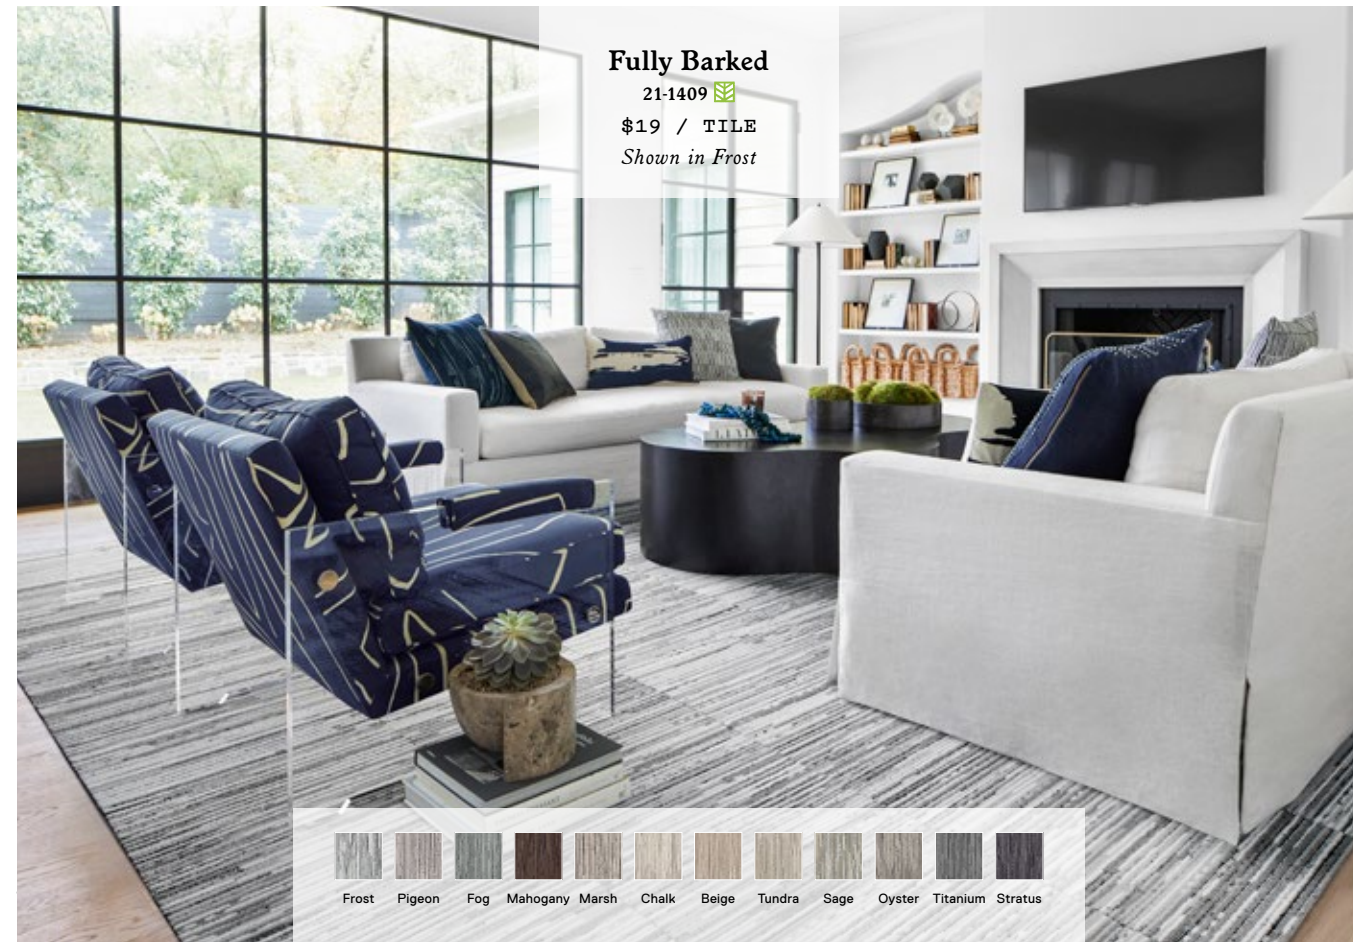 Fully Barked
21-1409
$19 / TILE
Shown in Frost
Frost Pigeon Fog Mahogany Marsh Chalk Beige Tundra Sage Oyster Titanium Stratus